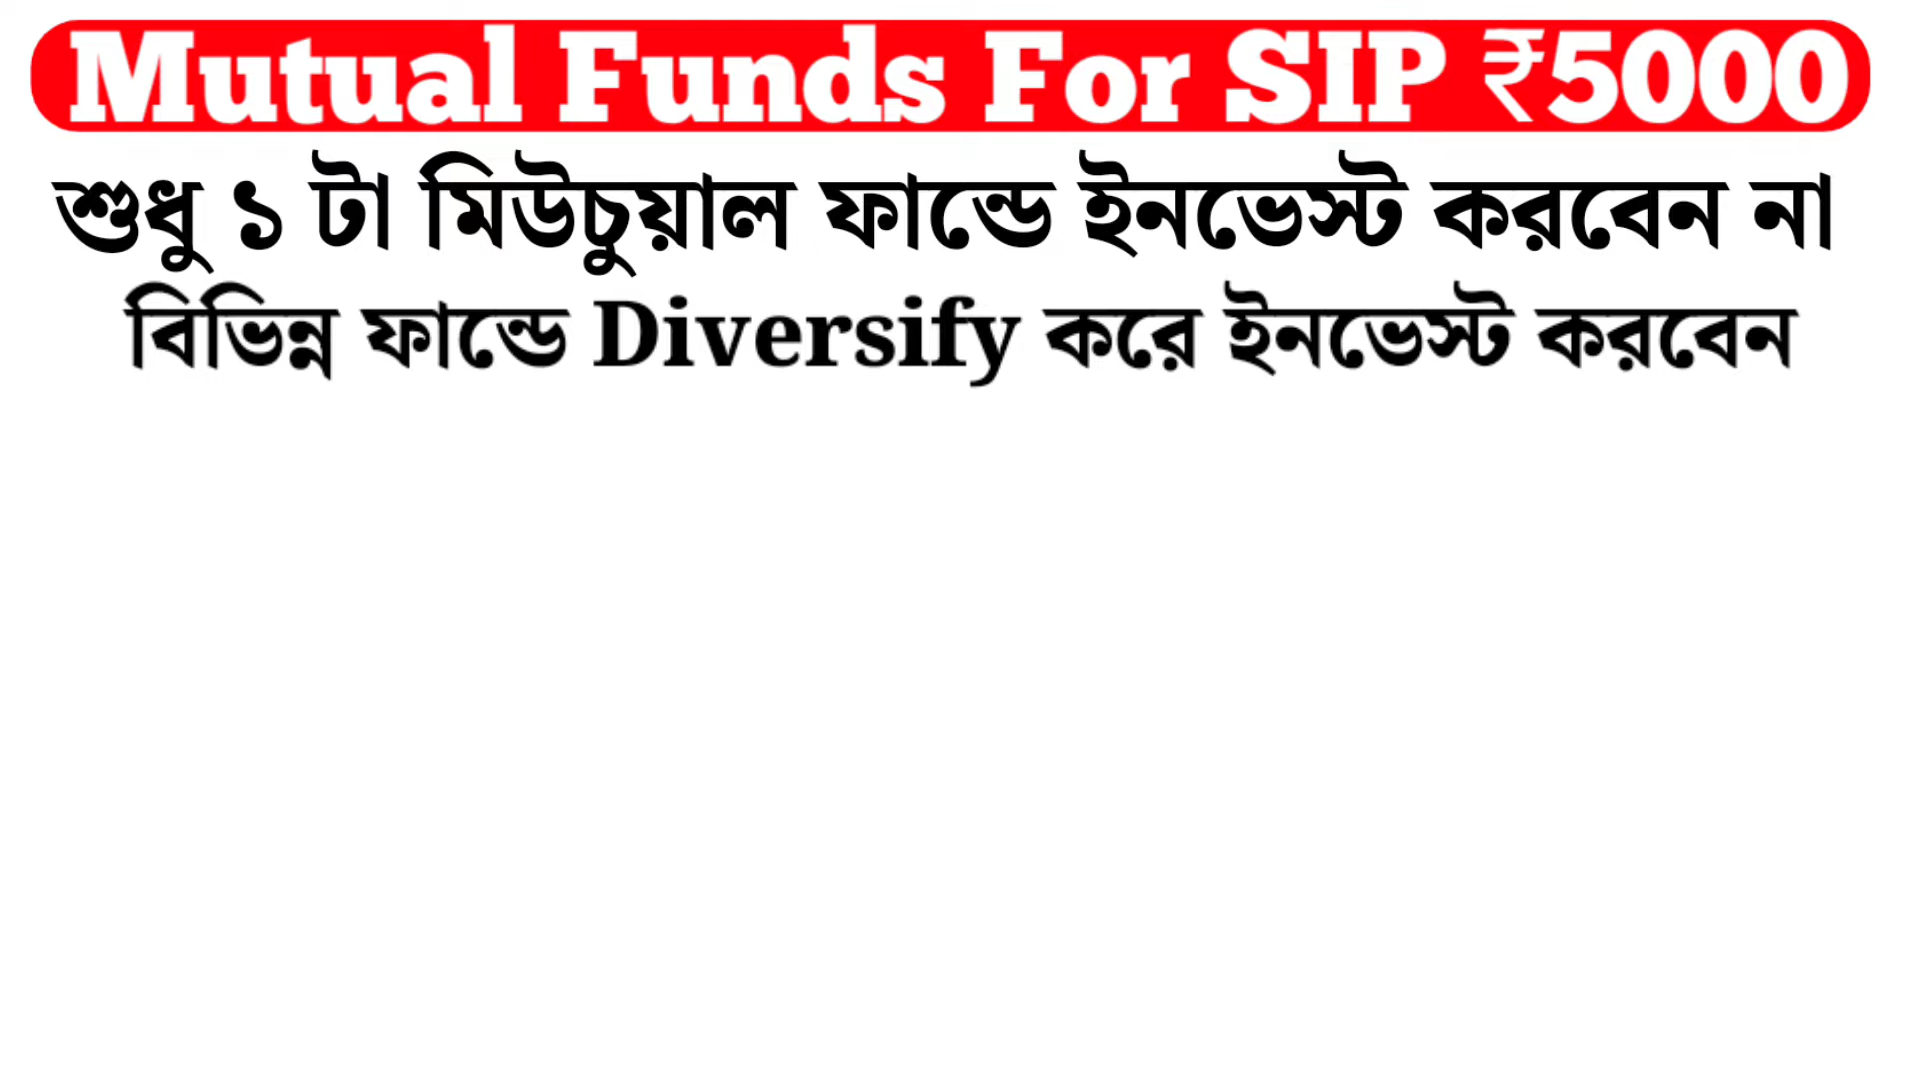 Mutual Funds For SIP ₹5000
শুধু ১ টা মিউচুয়াল ফান্ডে ইনভেস্ট করবেন না
বিভিন্ন ফান্ডে Diversify করে ইনভেস্ট করবেন